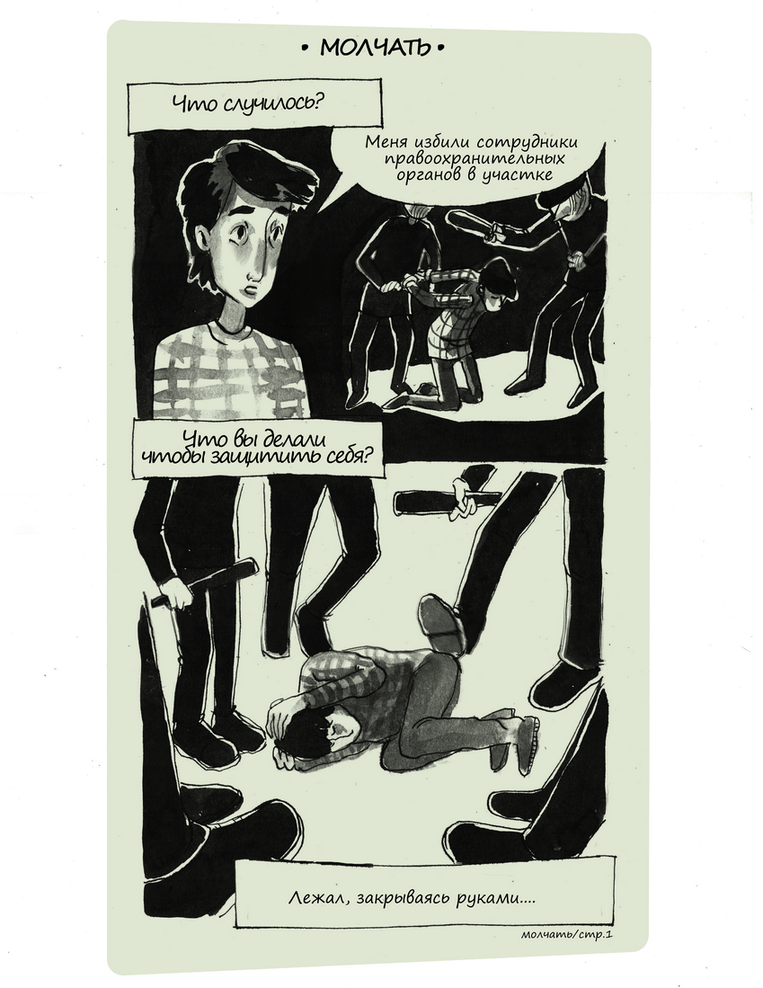 • МОЛЧАТЬ •
Что случилось?
Меня избили сотрудники
правоохранительных
органов в участке
Что вы делали
чтобы защитить себя?
Лежал, закрываясь руками....
молчать/стр.1